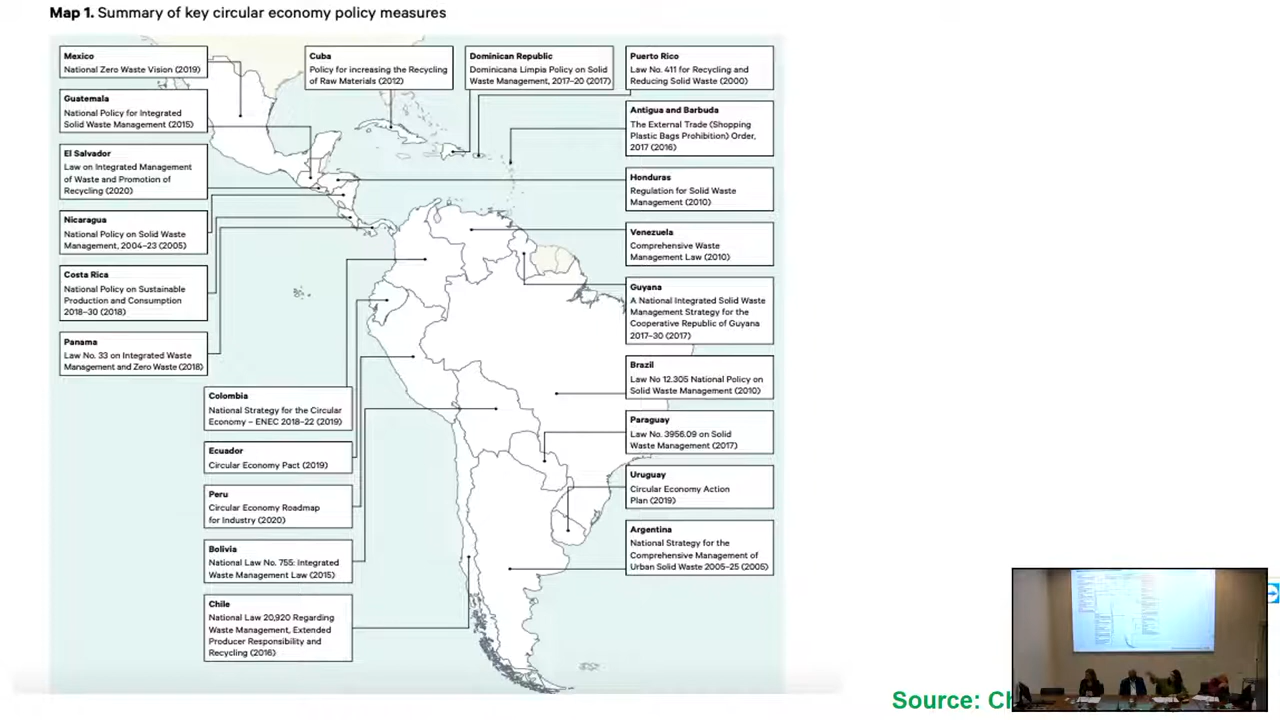 Map 1. Summary of key circular economy policy measures
Mexico
National Zero Waste Vision (2019)
Guatemala
National Policy for Integrated
Solid Waste Management (2015)
El Salvador
Law on Integrated Management
of Waste and Promotion of
Recycling (2020)
Nicaragua
National Policy on Solid Waste
Management, 2004–23 (2005)
Costa Rica
National Policy on Sustainable
Production and Consumption
2018–30 (2018)
Panama
Law No. 33 on Integrated Waste
Management and Zero Waste (2018)
Cuba
Policy for increasing the Recycling
of Raw Materials (2012)
Dominican Republic
Dominicana Limpia Policy on Solid
Waste Management, 2017–20 (2017)
Puerto Rico
Law No. 411 for Recycling and
Reducing Solid Waste (2000)
Antigua and Barbuda
The External Trade (Shopping
Plastic Bags Prohibition) Order,
2017 (2016)
Honduras
Regulation for Solid Waste
Management (2010)
Venezuela
Comprehensive Waste
Management Law (2010)
Guyana
A National Integrated Solid Waste
Management Strategy for the
Cooperative Republic of Guyana
2017–30 (2017)
Brazil
Law No 12.305 National Policy on
Solid Waste Management (2010)
Paraguay
Law No. 3956.09 on Solid
Waste Management (2017)
Uruguay
Circular Economy Action
Plan (2019)
Argentina
National Strategy for the
Comprehensive Management of
Urban Solid Waste 2005–25 (2005)
Colombia
National Strategy for the Circular
Economy – ENEC 2018–22 (2019)
Ecuador
Circular Economy Pact (2019)
Peru
Circular Economy Roadmap
for Industry (2020)
Bolivia
National Law No. 755: Integrated
Waste Management Law (2015)
Chile
National Law 20,920 Regarding
Waste Management, Extended
Producer Responsibility and
Recycling (2016)
Source: